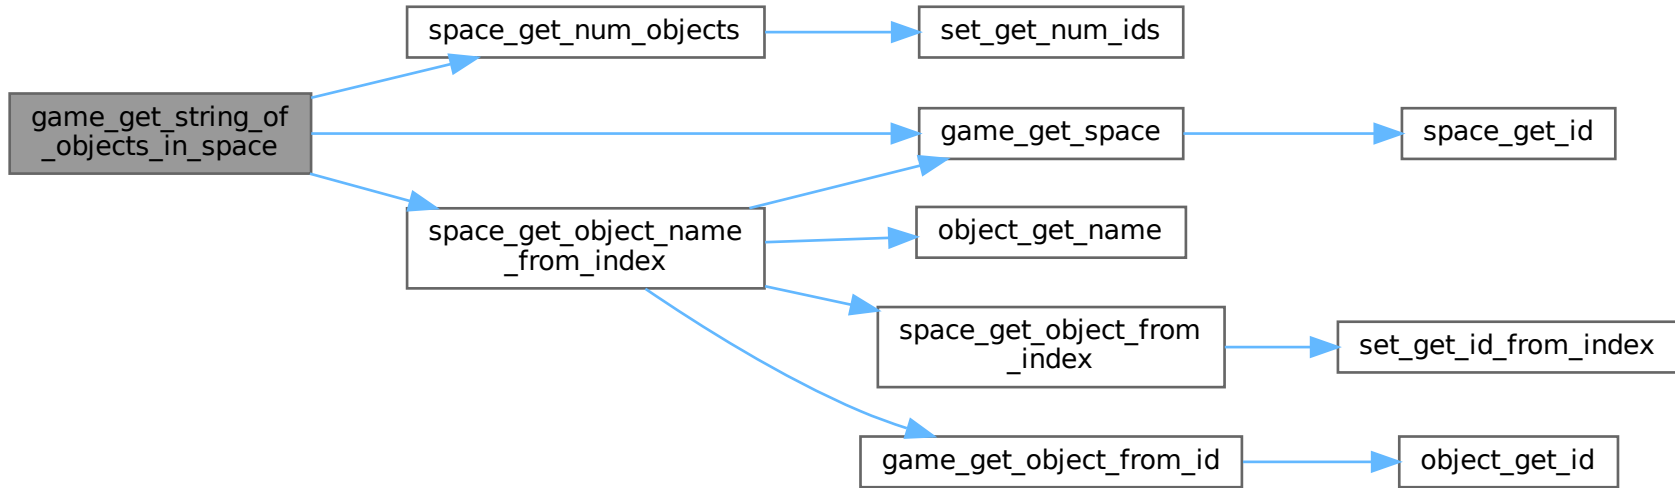 game_get_string_of
_objects_in_space
space_get_num_objects
set_get_num_ids
game_get_space
space_get_id
space_get_object_name
_from_index
object_get_name
space_get_object_from
_index
set_get_id_from_index
game_get_object_from_id
object_get_id